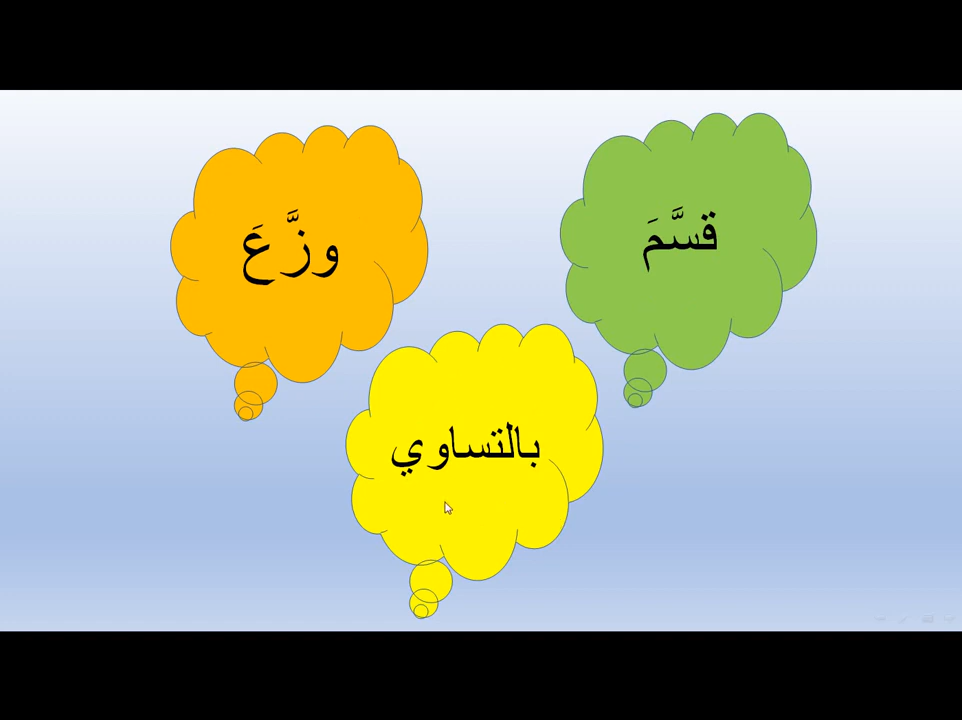 قسَّمَ
وزَّعَ
بالتساوي